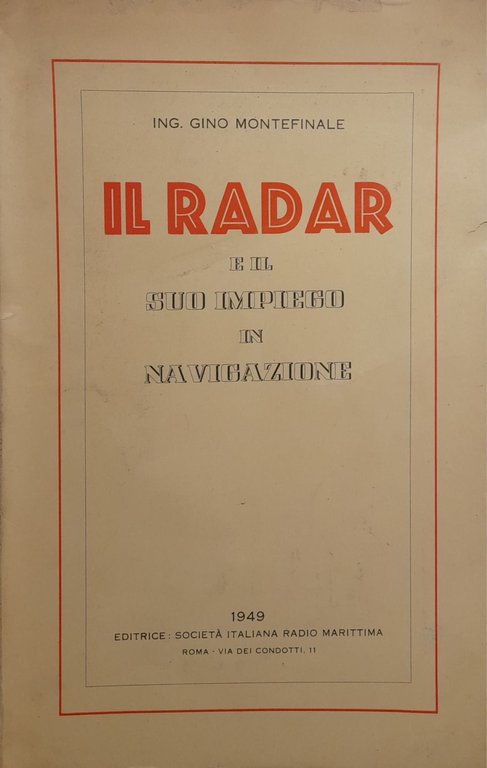 ING. GINO MONTEFINALE
IL RADAR
E IL
SUO IMPIEGO
IN
NAVIGAZIONE
1949
EDITRICE: SOCIETÀ ITALIANA RADIO MARITTIMA
ROMA - VIA DEI CONDOTTI, 11